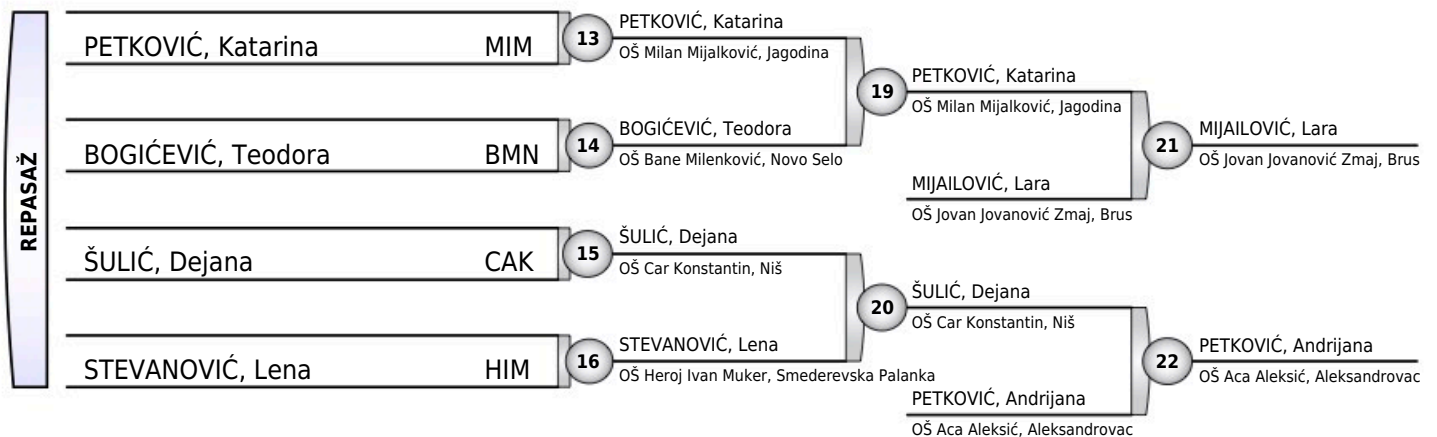 REPASAŽ
PETKOVIĆ, Katarina MIM
BOGIĆEVIĆ, Teodora BMN
ŠULIĆ, Dejana CAK
STEVANOVIĆ, Lena HIM
13
PETKOVIĆ, Katarina
OŠ Milan Mijalković, Jagodina
14
BOGIĆEVIĆ, Teodora
OŠ Bane Milenković, Novo Selo
15
ŠULIĆ, Dejana
OŠ Car Konstantin, Niš
16
STEVANOVIĆ, Lena
OŠ Heroj Ivan Muker, Smederevska Palanka
19
PETKOVIĆ, Katarina
OŠ Milan Mijalković, Jagodina
MIJAILOVIĆ, Lara
OŠ Jovan Jovanović Zmaj, Brus
20
ŠULIĆ, Dejana
OŠ Car Konstantin, Niš
PETKOVIĆ, Andrijana
OŠ Aca Aleksić, Aleksandrovac
21
MIJAILOVIĆ, Lara
OŠ Jovan Jovanović Zmaj, Brus
22
PETKOVIĆ, Andrijana
OŠ Aca Aleksić, Aleksandrovac